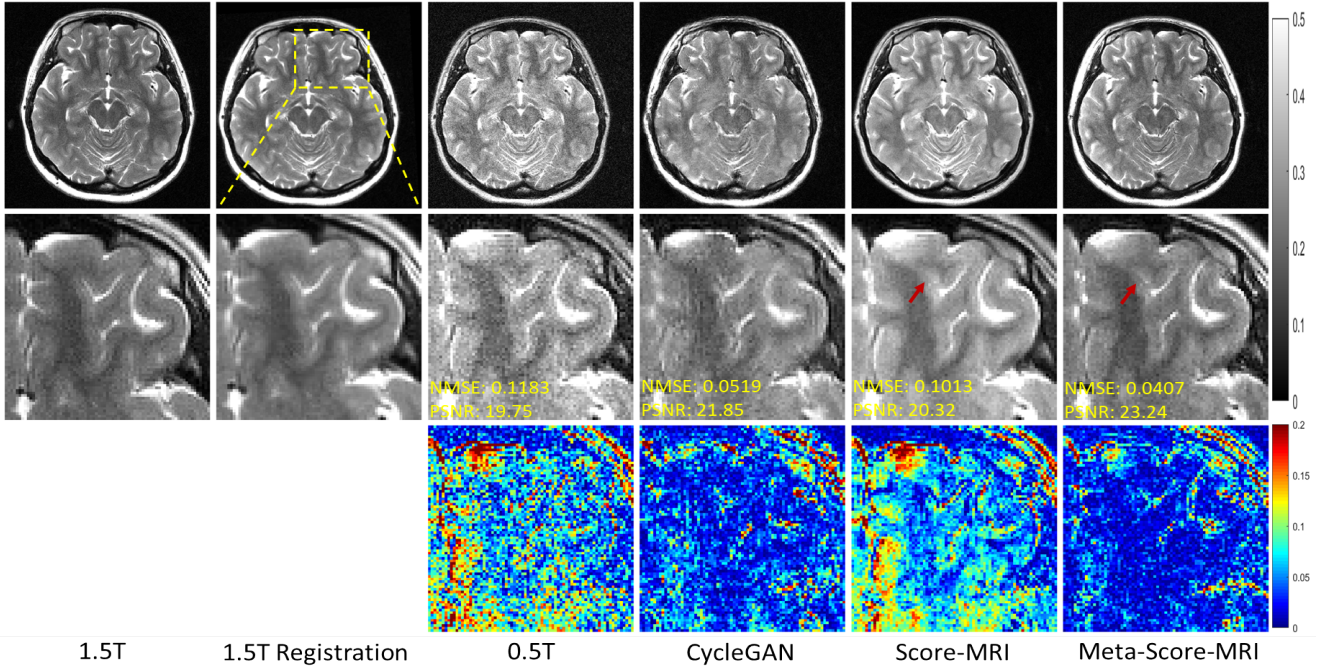 0.5
0.4
0.3
0.2
0.1
0
NMSE: 0.1183
PSNR: 19.75
NMSE: 0.0519
PSNR: 21.85
NMSE: 0.1013
PSNR: 20.32
NMSE: 0.0407
PSNR: 23.24
0.2
0.15
0.1
0.05
0
1.5T
1.5T Registration
0.5T
CycleGAN
Score-MRI
Meta-Score-MRI